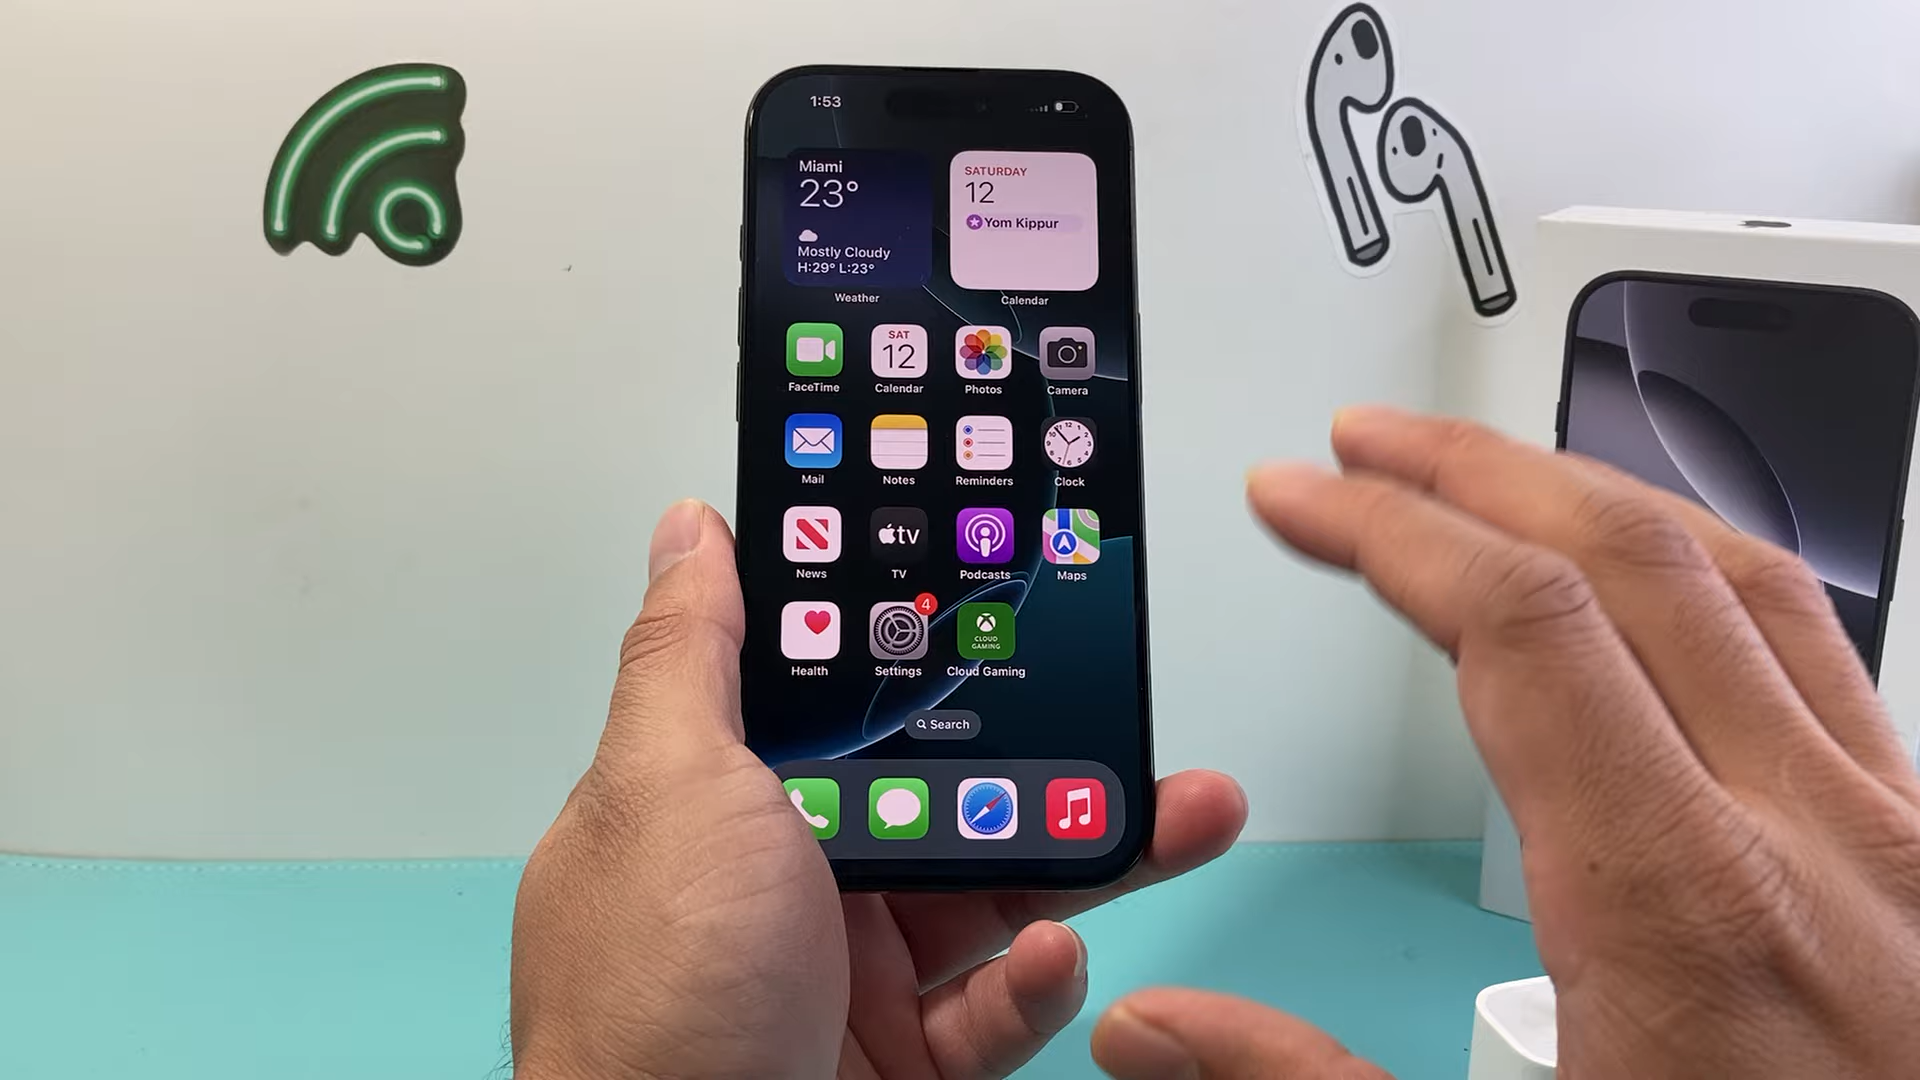 1:53
Miami
23°
Mostly Cloudy
H:29° L:23°
Weather
SATURDAY
12
Yom Kippur
Calendar
SAT
12
FaceTime
Calendar
Photos
Camera
Mail
Notes
Reminders
Clock
tv
News
TV
Podcasts
Maps
4
CLOUD
GAMING
Health
Settings
Cloud Gaming
Search